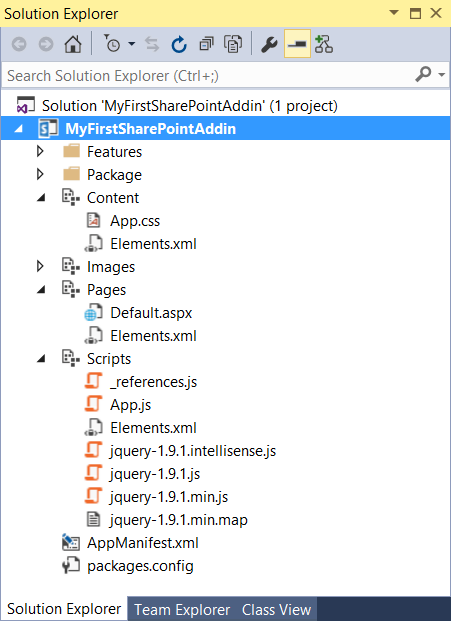 Solution Explorer
Search Solution Explorer (Ctrl+;)
Solution 'MyFirstSharePointAddin' (1 project)
MyFirstSharePointAddin
Features
Package
Content
App.css
Elements.xml
Images
Pages
Default.aspx
Elements.xml
Scripts
_references.js
App.js
Elements.xml
jquery-1.9.1.intellisense.js
jquery-1.9.1.js
jquery-1.9.1.min.js
jquery-1.9.1.min.map
AppManifest.xml
packages.config
Solution Explorer Team Explorer Class View